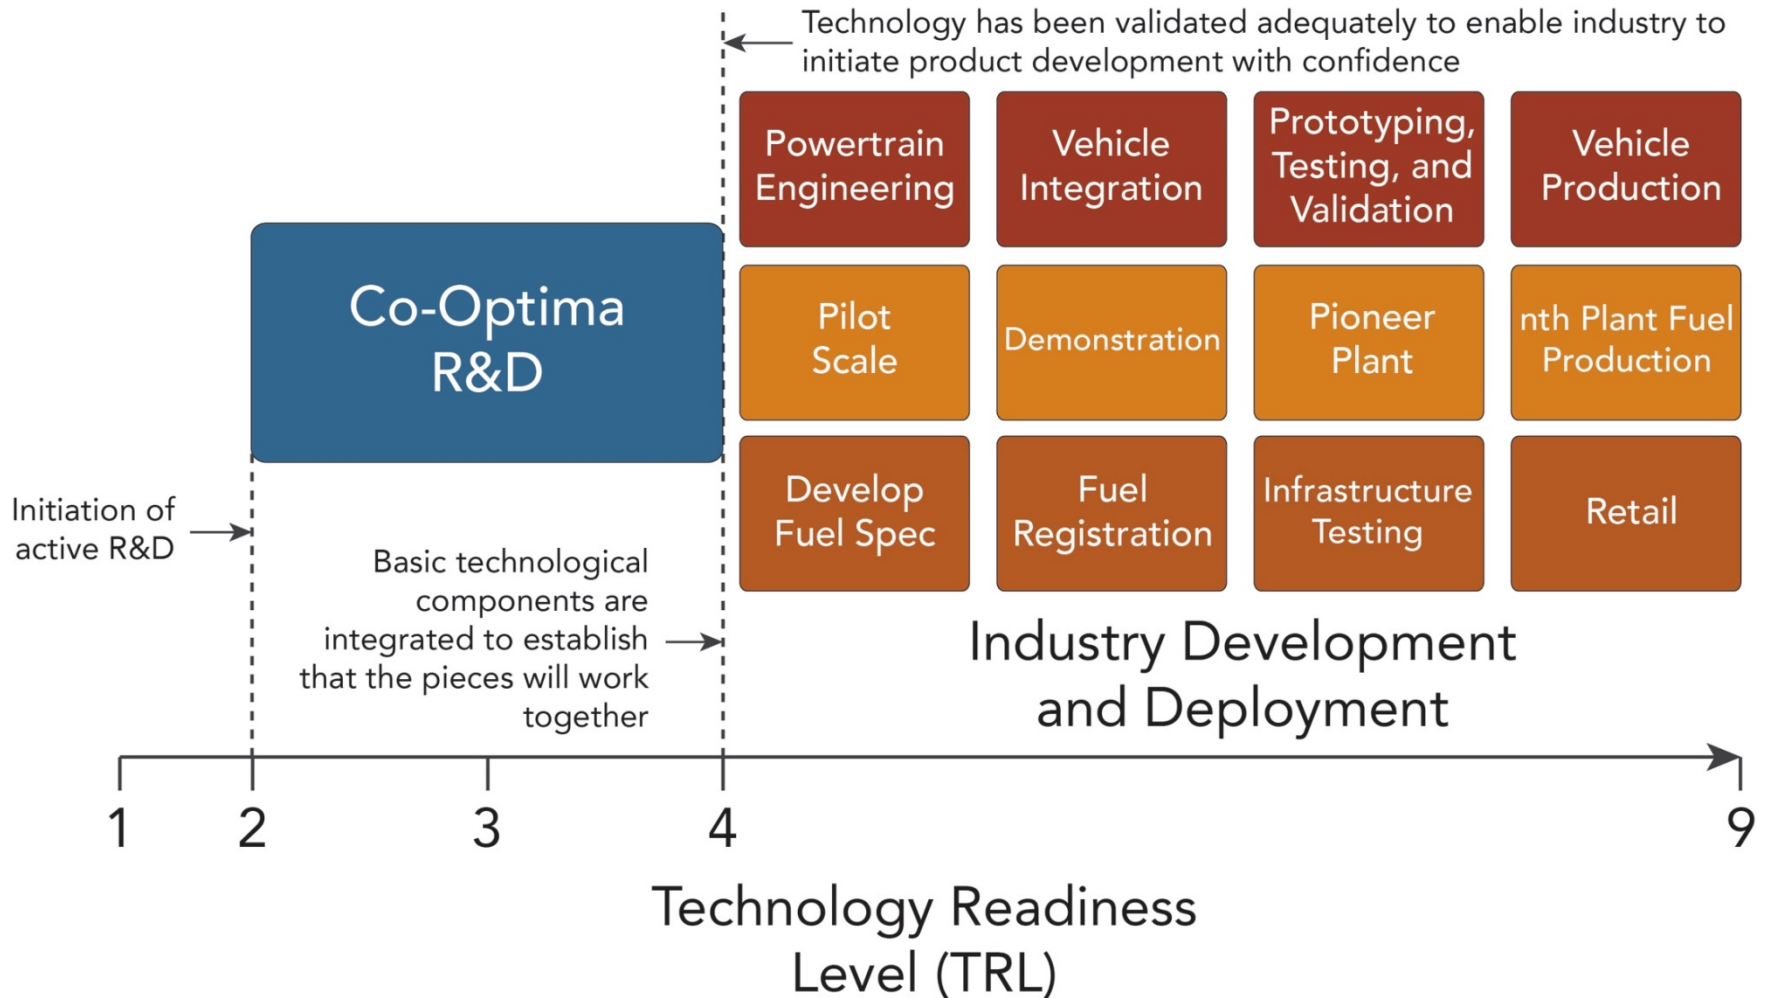 Technology has been validated adequately to enable industry to
initiate product development with confidence
Powertrain
Engineering
Vehicle
Integration
Prototyping,
Testing, and
Validation
Vehicle
Production
Co-Optima
R&D
Pilot
Scale
Demonstration
Pioneer
Plant
nth Plant Fuel
Production
Develop
Fuel Spec
Fuel
Registration
Infrastructure
Testing
Retail
Initiation of
active R&D
Basic technological
components are
integrated to establish
that the pieces will work
together
Industry Development
and Deployment
1
2
3
4
9
Technology Readiness
Level (TRL)